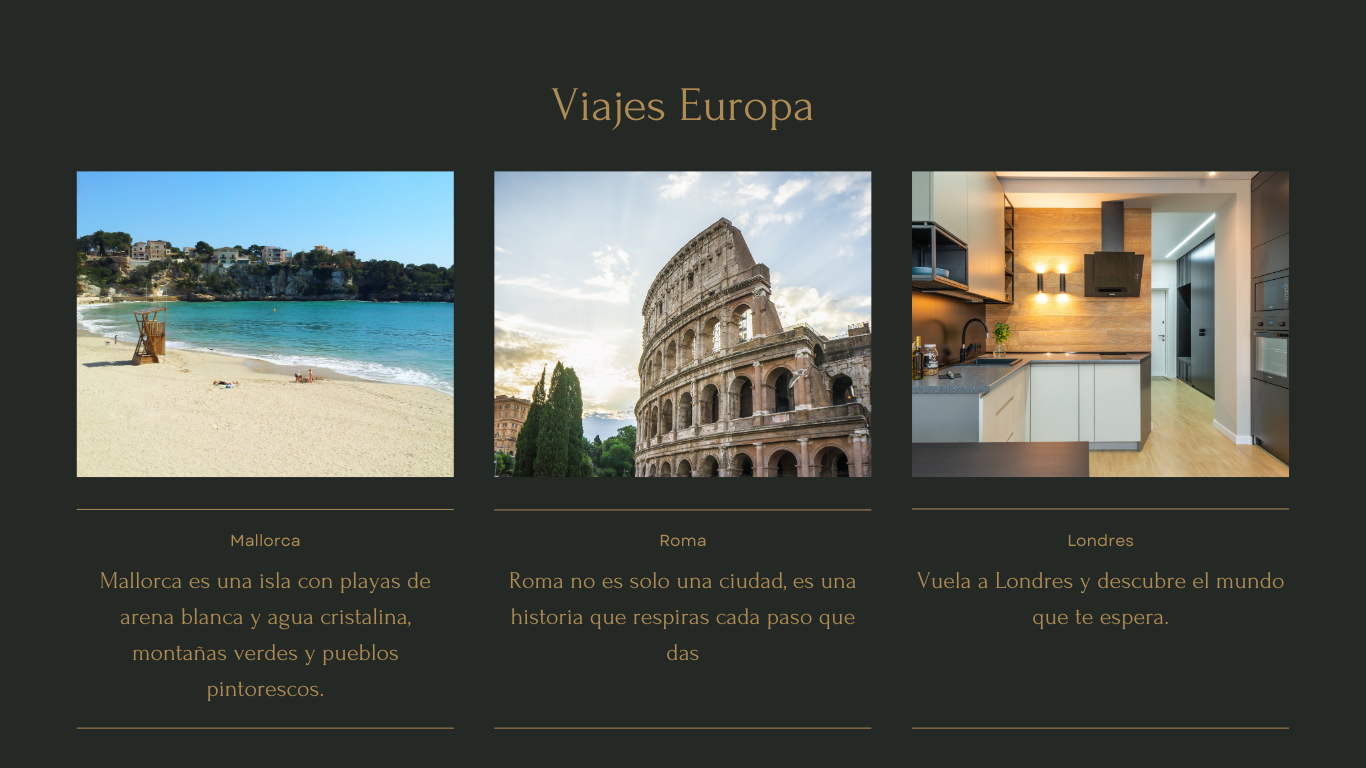 Viajes Europa
Mallorca
Mallorca es una isla con playas de
arena blanca y agua cristalina,
montañas verdes y pueblos
pintorescos.
Roma
Roma no es solo una ciudad, es una
historia que respiras cada paso que
das
Londres
Vuela a Londres y descubre el mundo
que te espera.